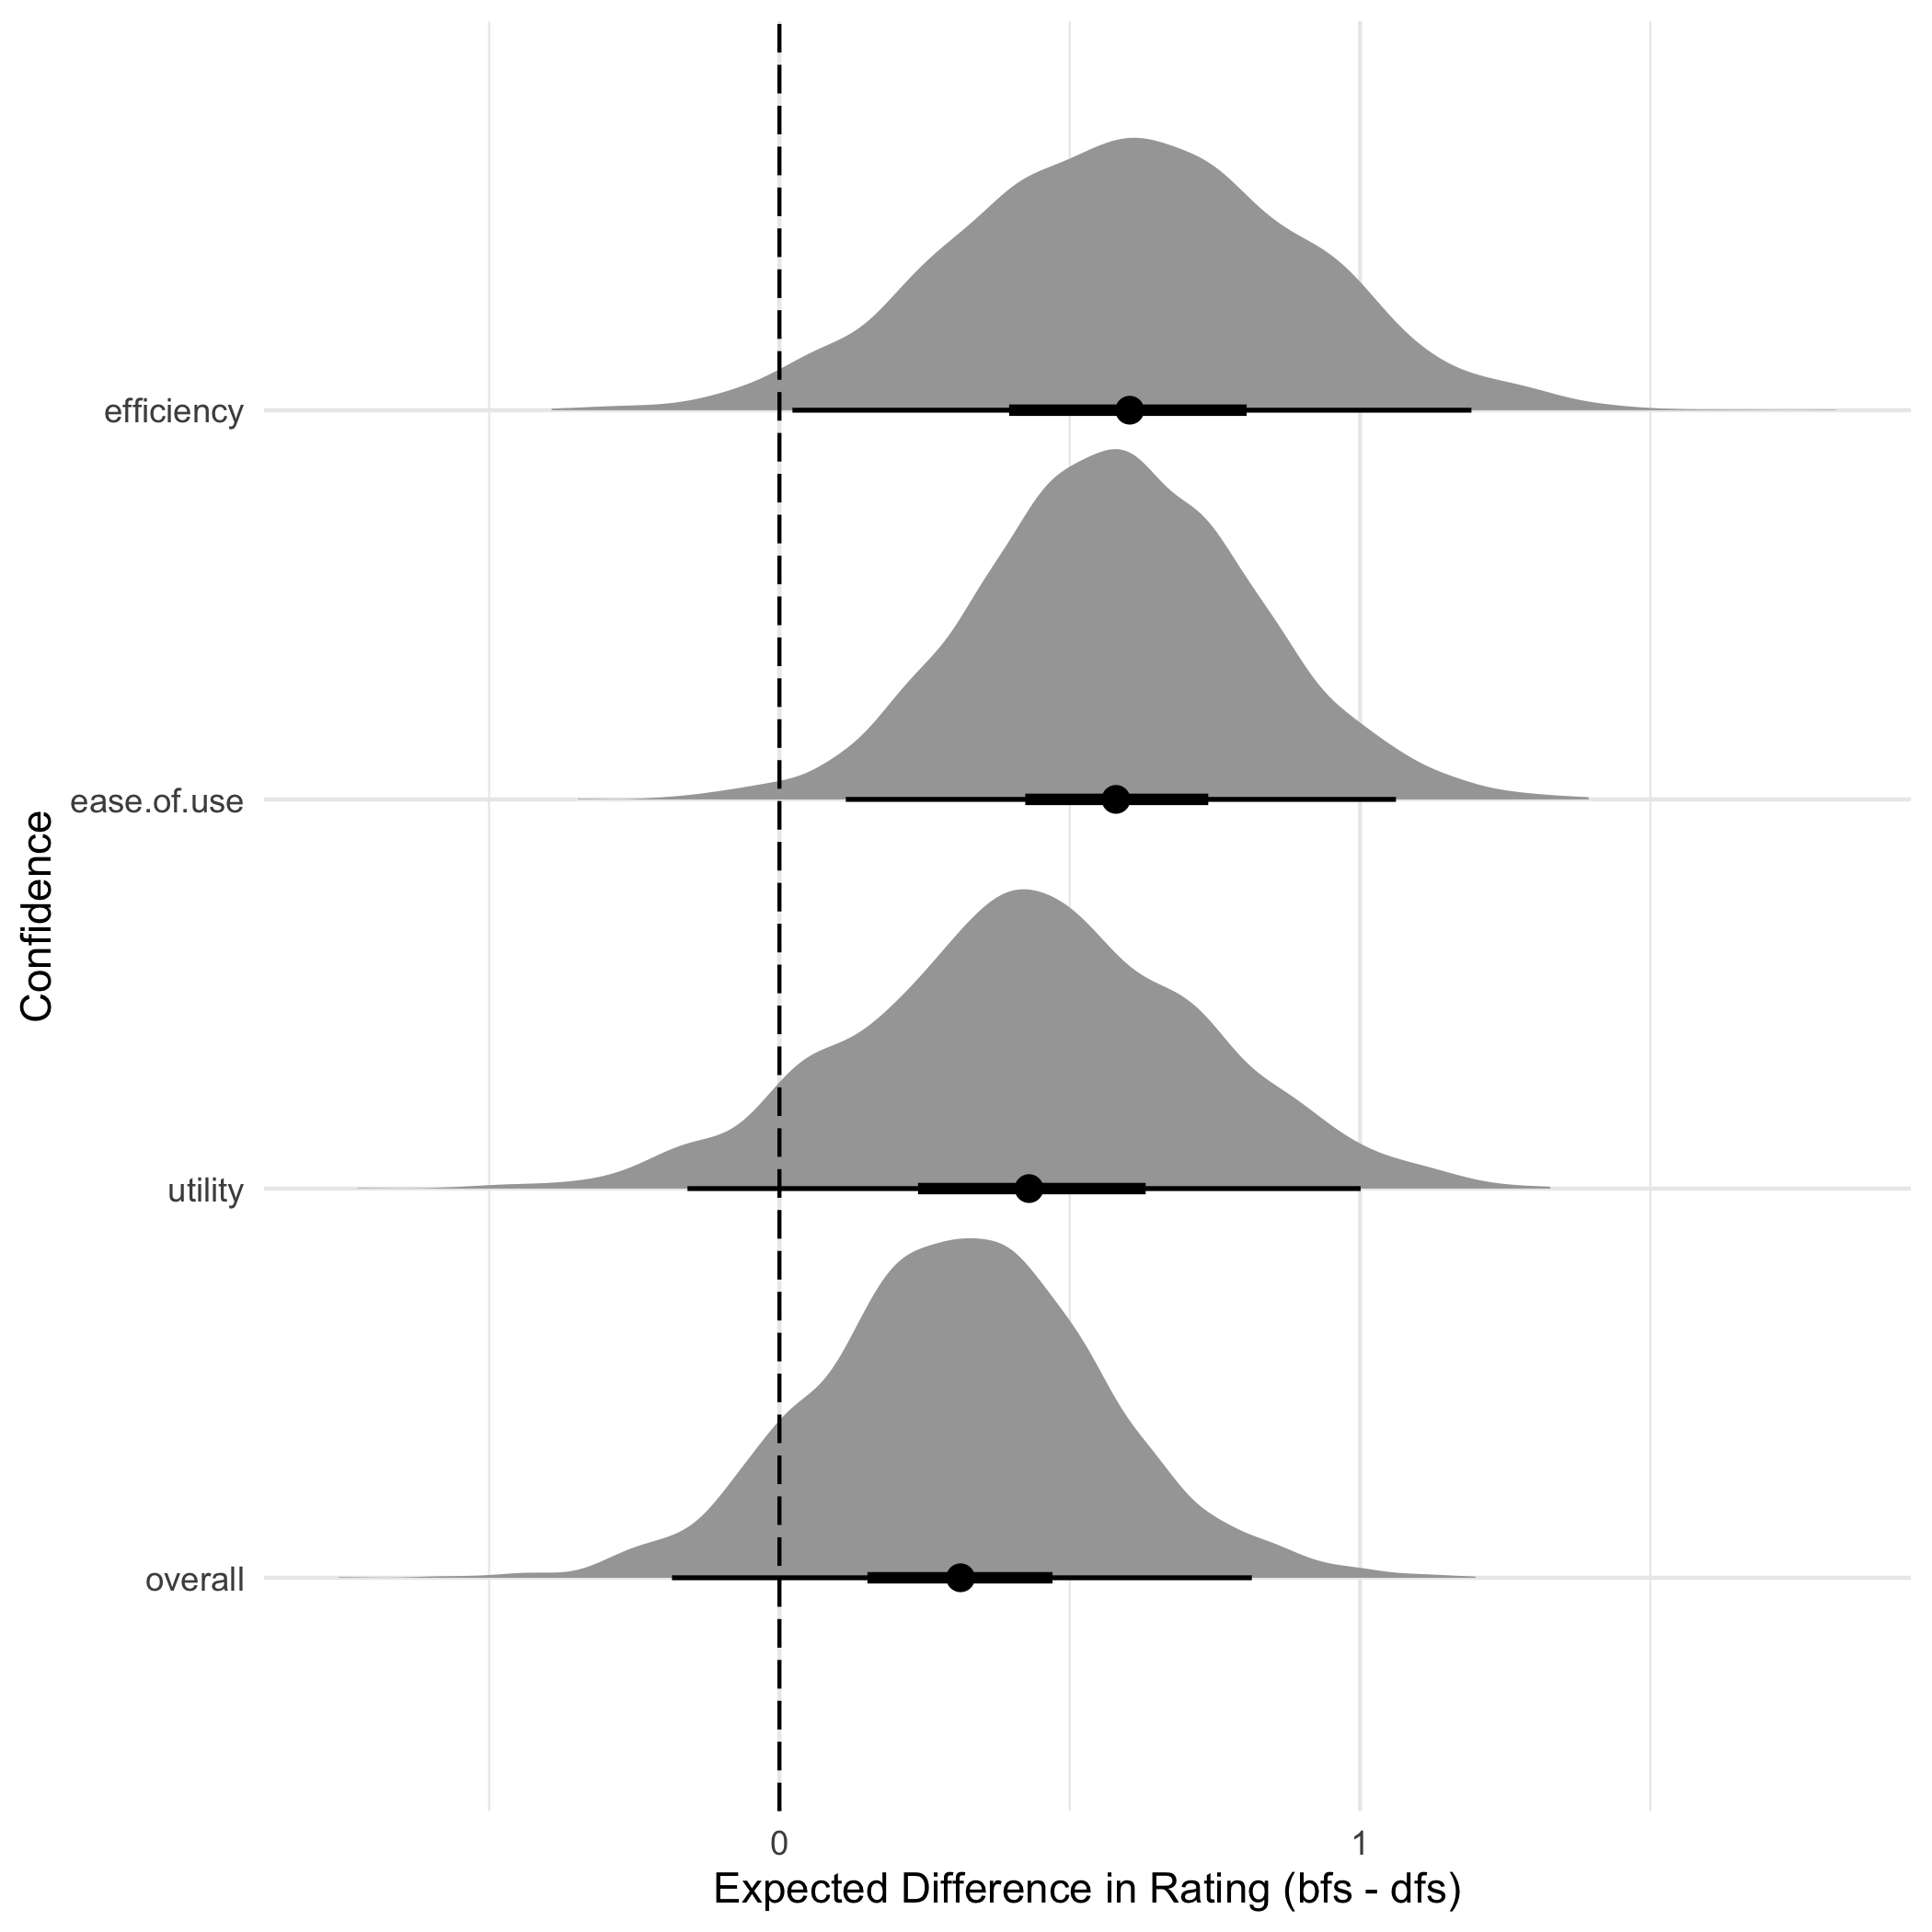 efficiency
ease.of.use
utility
overall
Confidence
0 1
Expected Difference in Rating (bfs - dfs)